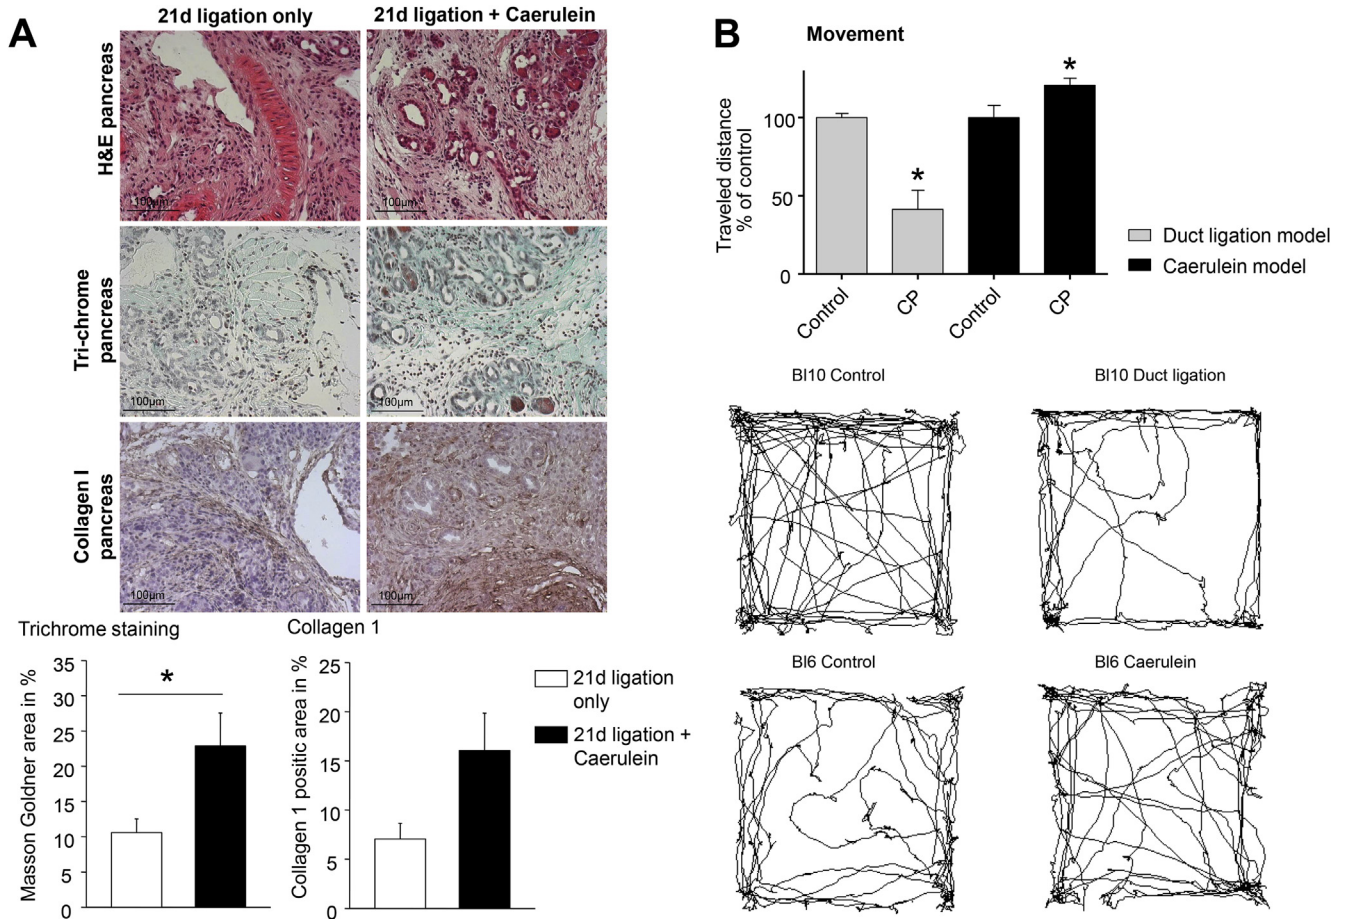 A
21d ligation only
21d ligation + Caerulein
H&E pancreas
100µm
100µm
Tri-chrome
pancreas
100µm
100µm
Collagen I
pancreas
100µm
100µm
Trichrome staining
Masson Goldner area in %
35
30
25
20
15
10
5
0
*
Collagen 1
Collagen 1 positic area in %
25
20
15
10
5
0
21d ligation
only
21d ligation +
Caerulein
B
Movement
Traveled distance
% of control
100
50
0
*
*
Control
CP
Control
CP
Duct ligation model
Caerulein model
Bl10 Control
Bl10 Duct ligation
Bl6 Control
Bl6 Caerulein